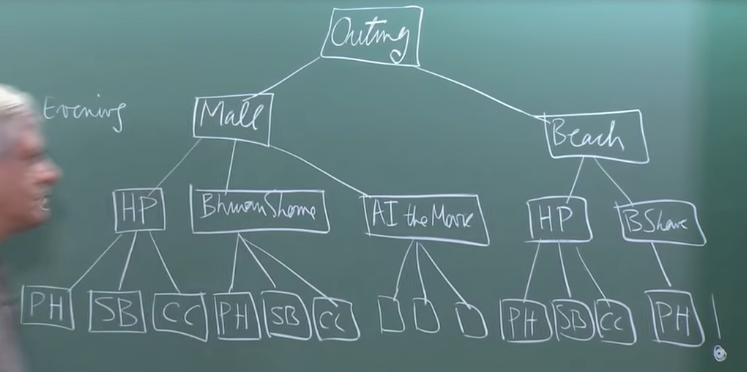 Outing
Evening
Mall
Beach
HP
Bhuvan Shome
AI the Movie
HP
BShome
PH
SB
CC
PH
SB
CC
PH
SB
CC
PH
!